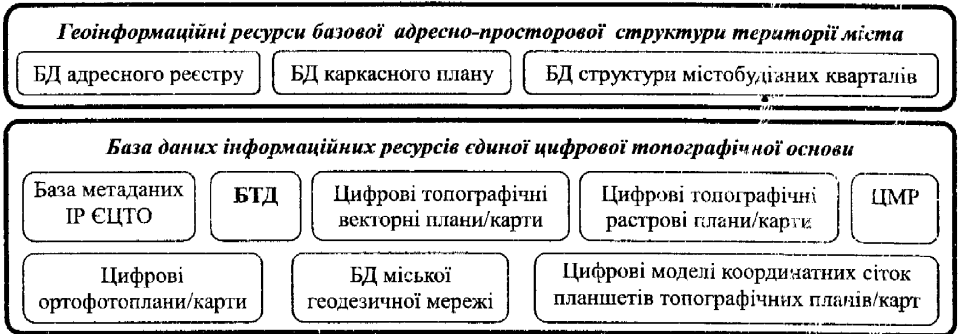 Геоінформаційні ресурси базової адресно-просторової структури території міста
БД адресного реєстру
БД каркасного плану
БД структури містобудівних кварталів
База даних інформаційних ресурсів єдиної цифрової топографічної основи
База метаданих
ІР ЄЦТО
БТД
Цифрові топографічні
векторні плани/карти
Цифрові топографічні
растрові плани/карти
ЦМР
Цифрові
ортофотоплани/карти
БД міської
геодезичної мережі
Цифрові моделі координатних сіток
планшетів топографічних планів/карт